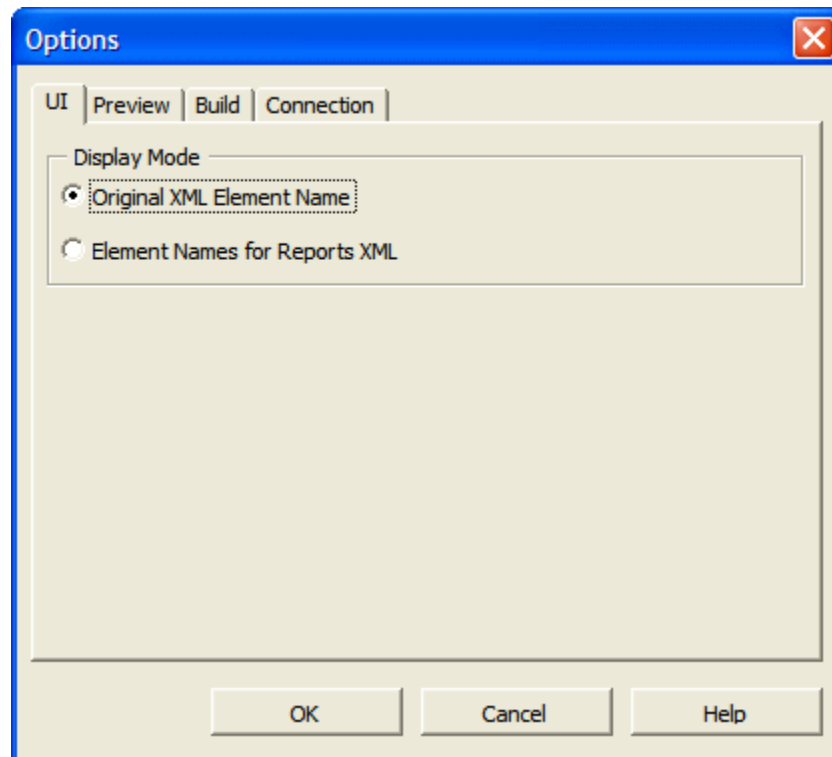 Options
UI Preview Build Connection
Display Mode
Original XML Element Name
Element Names for Reports XML
OK Cancel Help